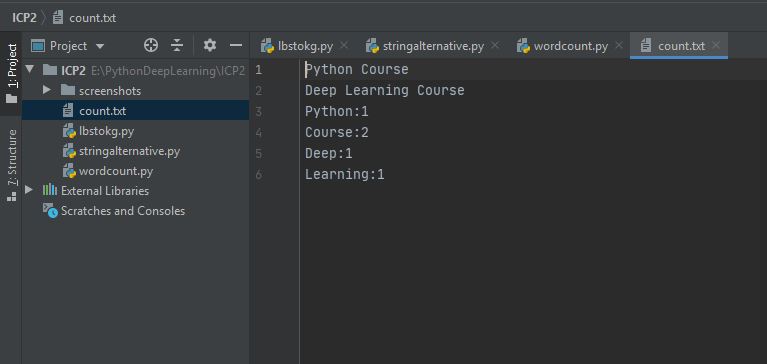 ICP2 count.txt
1: Project
7: Structure
Project
ICP2 E:\PythonDeepLearning\ICP2
screenshots
count.txt
lbstokg.py
stringalternative.py
wordcount.py
External Libraries
Scratches and Consoles
lbstokg.py stringalternative.py wordcount.py count.txt
1 Python Course
2 Deep Learning Course
3 Python:1
4 Course:2
5 Deep:1
6 Learning:1